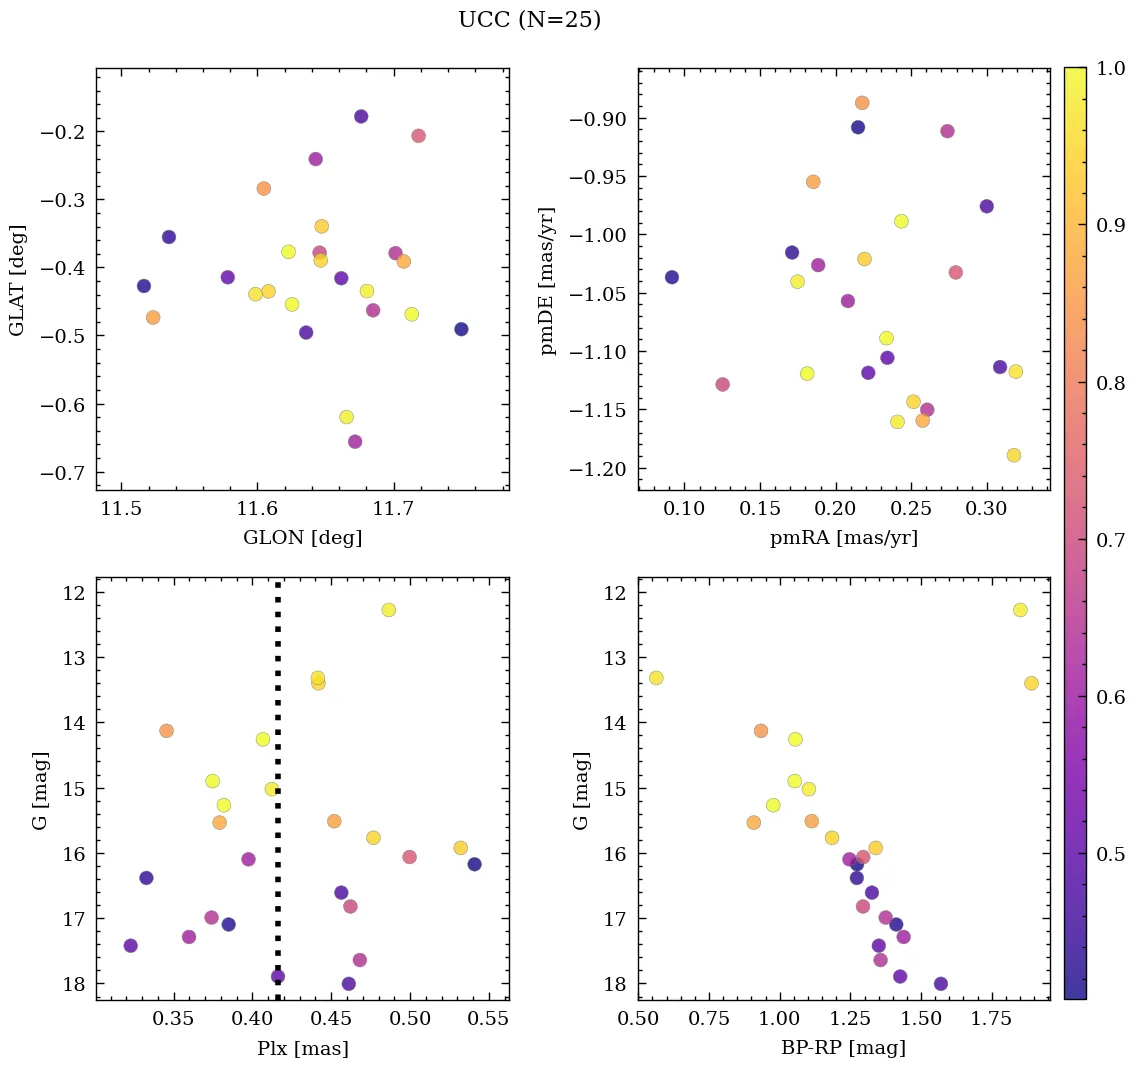 UCC (N=25)
−0.2
−0.3
−0.4
−0.5
−0.6
−0.7
GLAT [deg]
11.5 11.6 11.7
GLON [deg]
−0.90
−0.95
−1.00
−1.05
−1.10
−1.15
−1.20
pmDE [mas/yr]
0.10 0.15 0.20 0.25 0.30
pmRA [mas/yr]
1.0
0.9
0.8
0.7
0.6
0.5
12
13
14
15
16
17
18
G [mag]
0.35 0.40 0.45 0.50 0.55
Plx [mas]
12
13
14
15
16
17
18
G [mag]
0.50 0.75 1.00 1.25 1.50 1.75
BP-RP [mag]